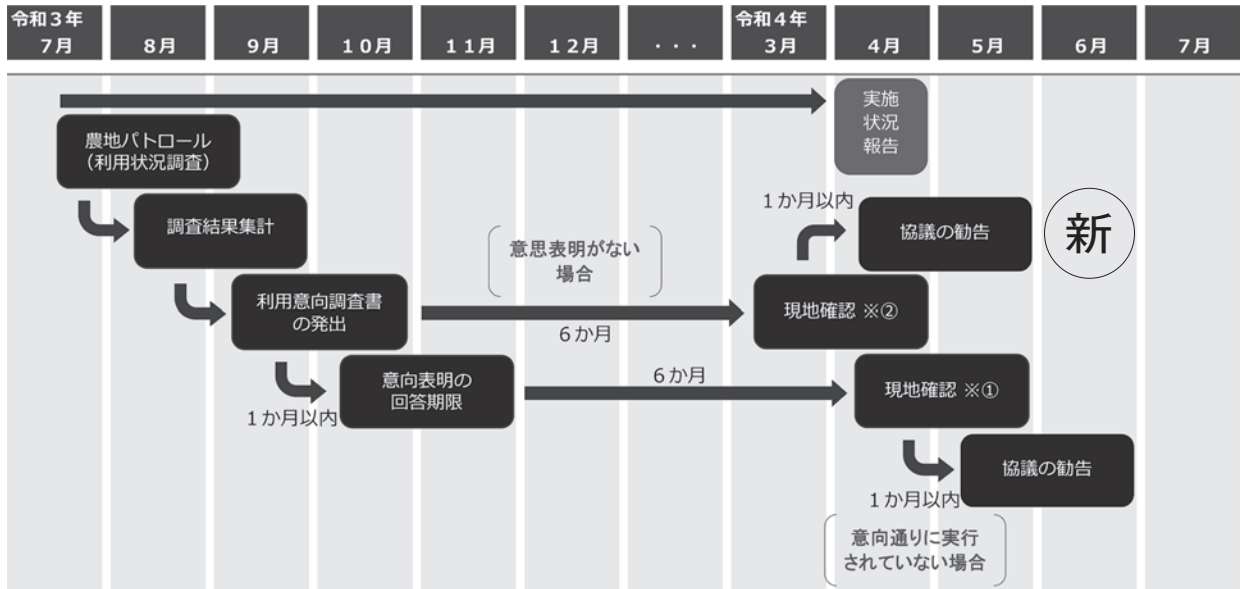 令和3年
7月
8月
9月
10月
11月
12月
・・・
令和4年
3月
4月
5月
6月
7月
実施
状況
報告
農地パトロール
（利用状況調査）
調査結果集計
1か月以内
協議の勧告
新
意思表明がない
場合
利用意向調査書
の発出
6か月
現地確認 ※②
1か月以内
意向表明の
回答期限
6か月
現地確認 ※①
1か月以内
協議の勧告
意向通りに実行
されていない場合